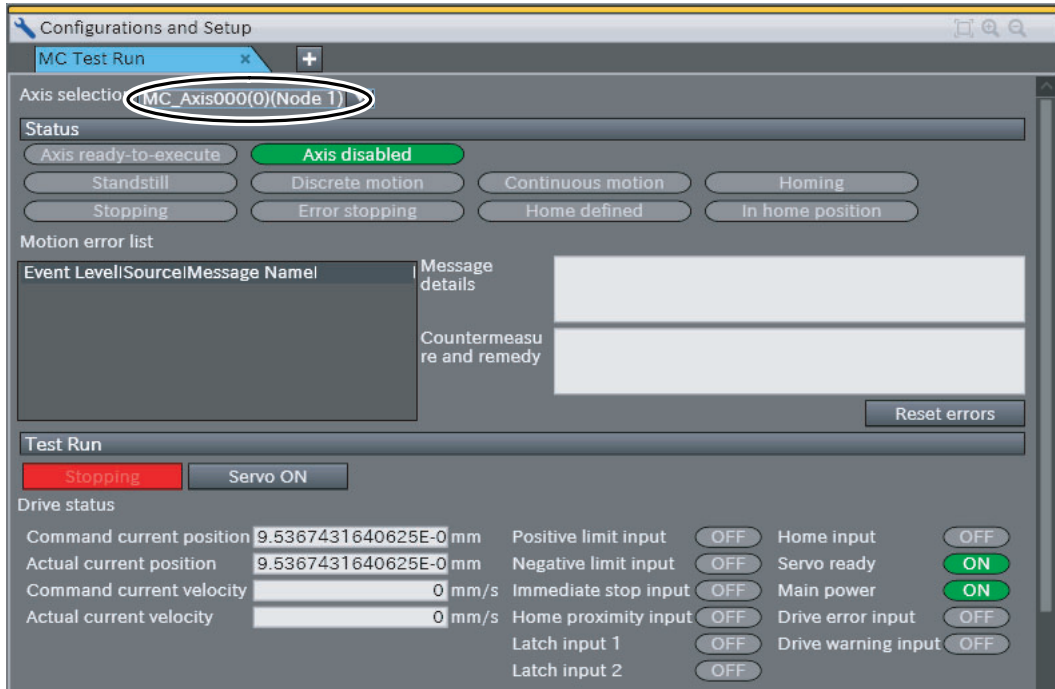 Configurations and Setup
MC Test Run × +
Axis selection MC_Axis000(0)(Node 1)
Status
Axis ready-to-execute Axis disabled
Standstill Discrete motion Continuous motion Homing
Stopping Error stopping Home defined In home position
Motion error list
Event Level|Source|Message Name| |
Message
details
Countermeasu
re and remedy
Reset errors
Test Run
Stopping Servo ON
Drive status
Command current position 9.5367431640625E-0 mm Positive limit input OFF Home input OFF
Actual current position 9.5367431640625E-0 mm Negative limit input OFF Servo ready ON
Command current velocity 0 mm/s Immediate stop input OFF Main power ON
Actual current velocity 0 mm/s Home proximity input OFF Drive error input OFF
Latch input 1 OFF Drive warning input OFF
Latch input 2 OFF